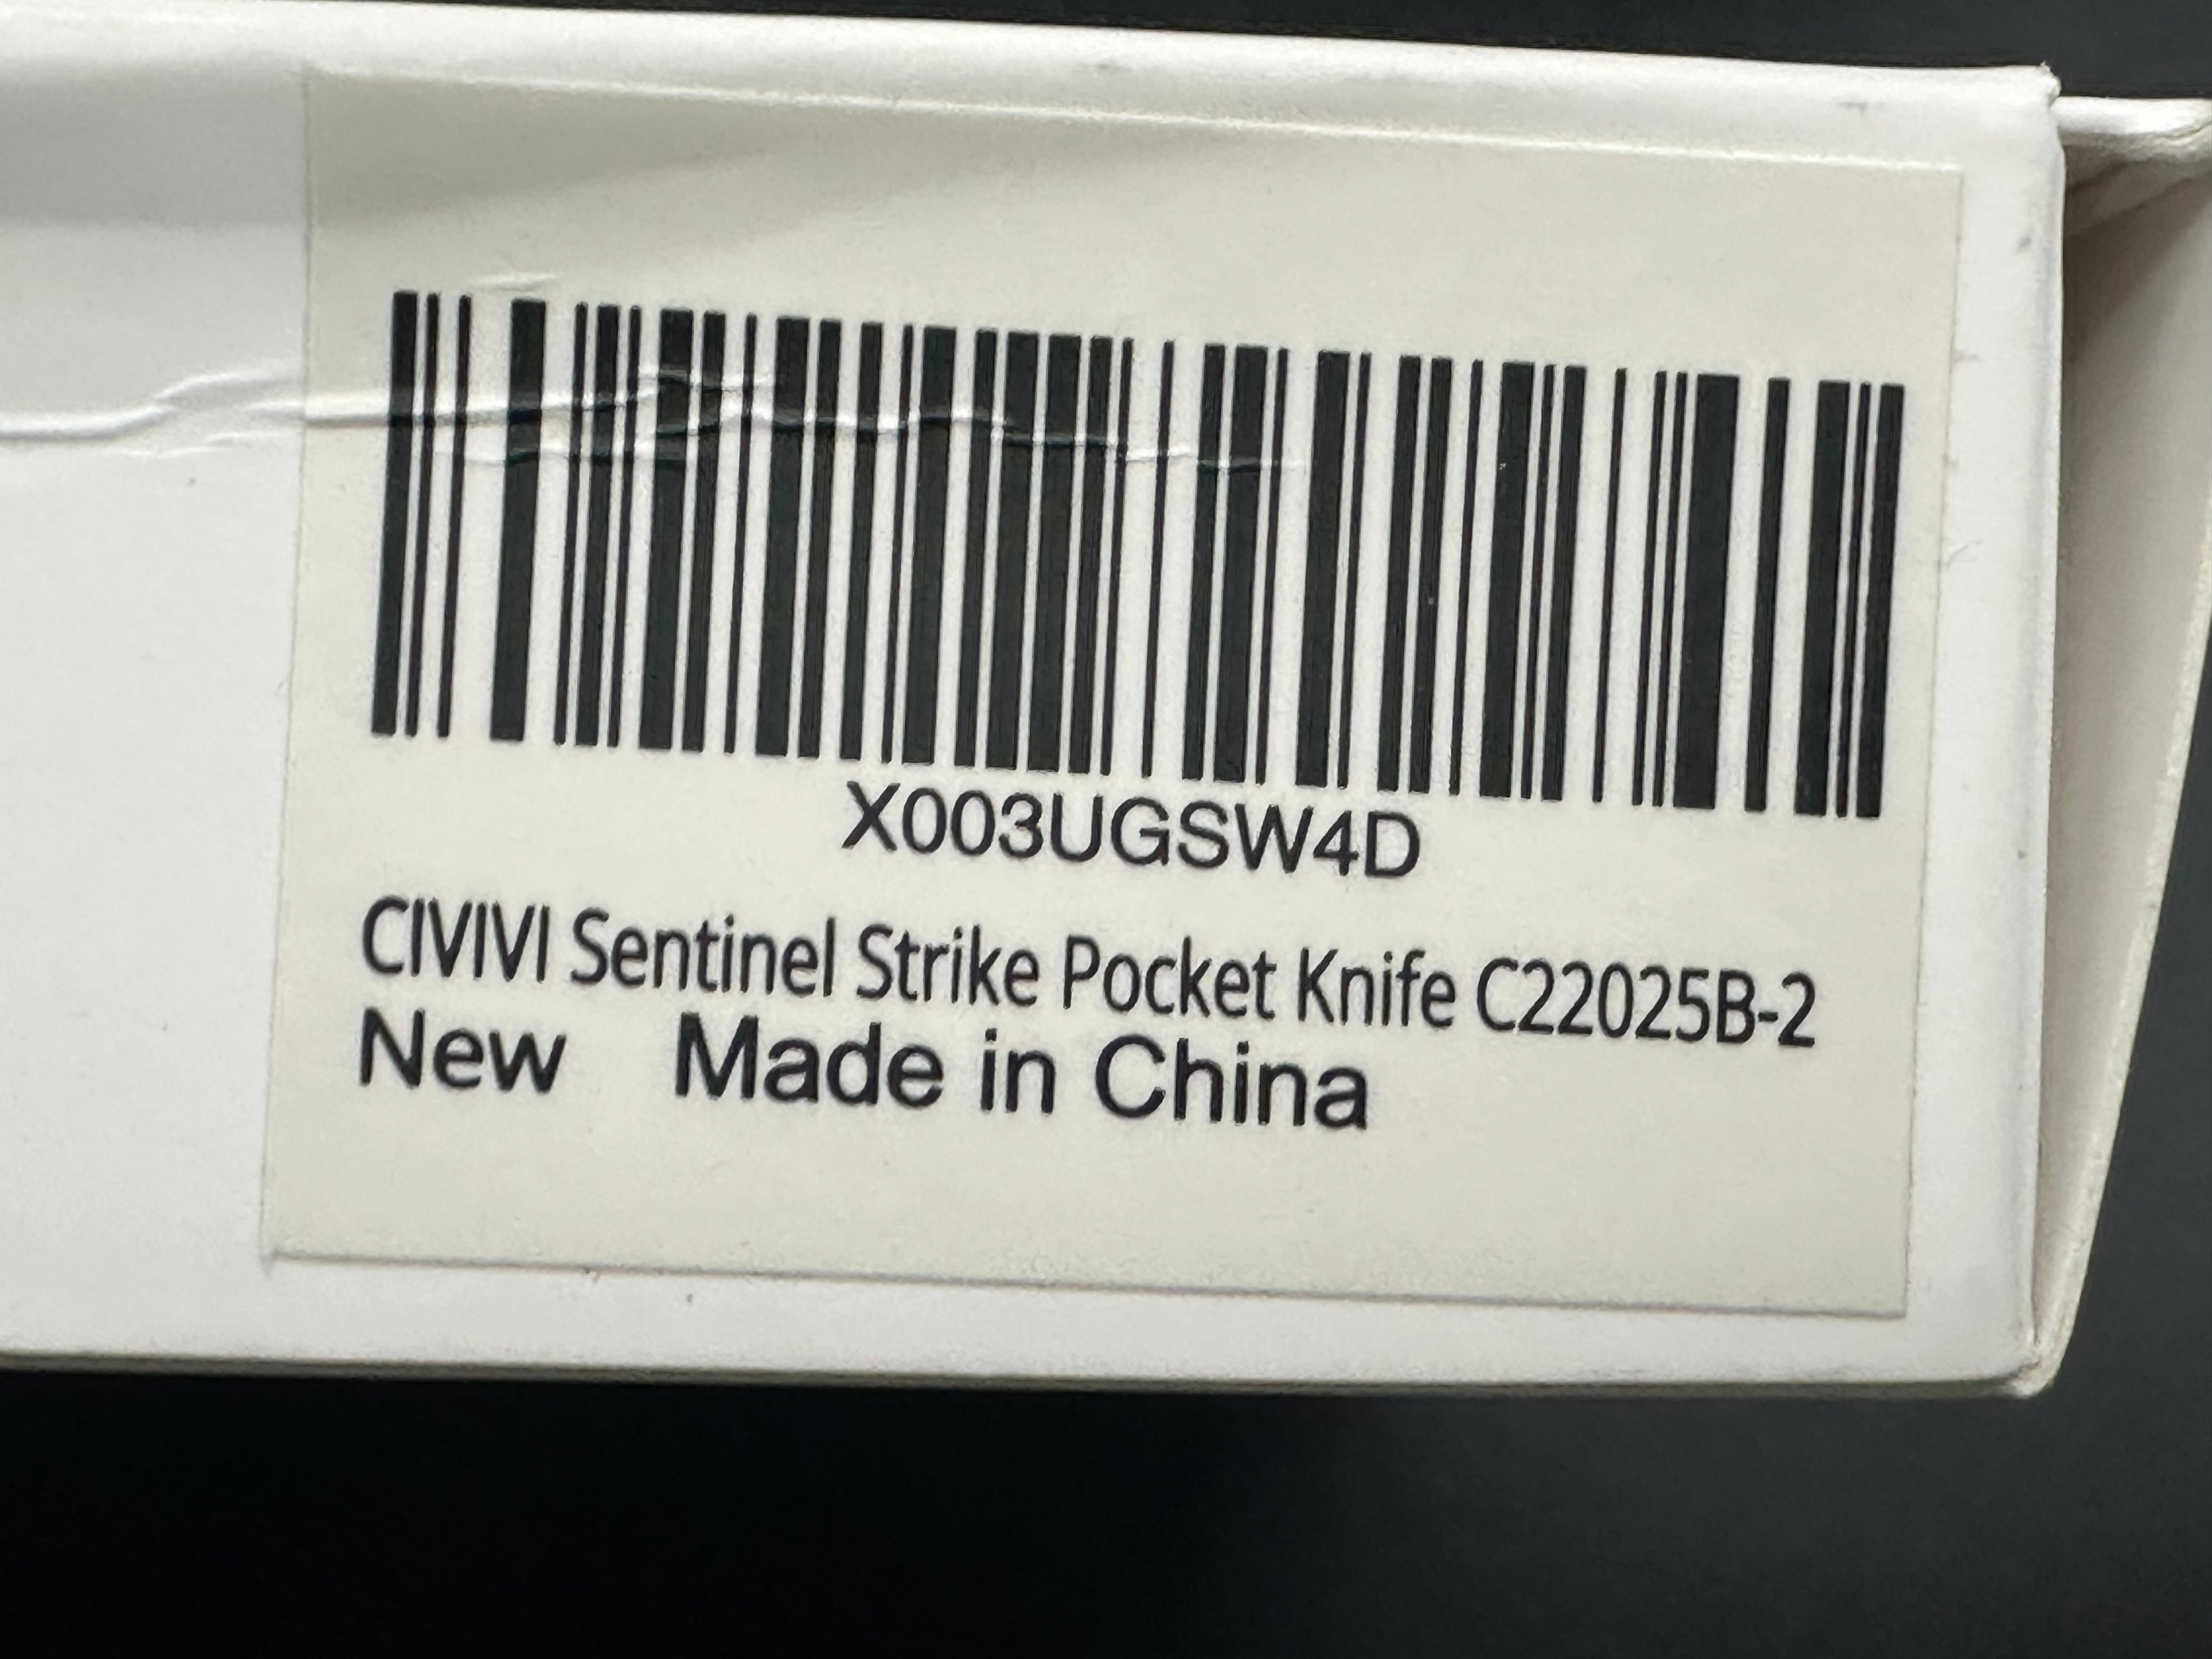 X003UGSW4D
CIVIVI Sentinel Strike Pocket Knife C22025B-2
New Made in China